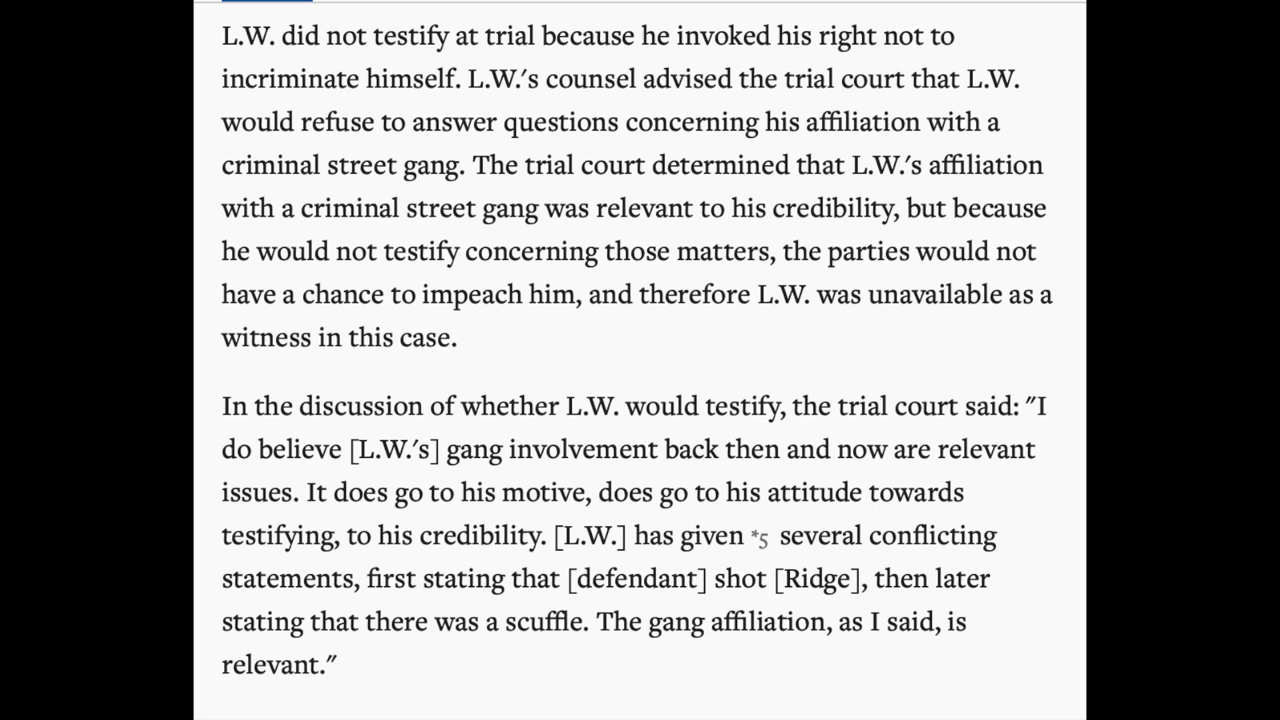 L.W. did not testify at trial because he invoked his right not to
incriminate himself. L.W.'s counsel advised the trial court that L.W.
would refuse to answer questions concerning his affiliation with a
criminal street gang. The trial court determined that L.W.'s affiliation
with a criminal street gang was relevant to his credibility, but because
he would not testify concerning those matters, the parties would not
have a chance to impeach him, and therefore L.W. was unavailable as a
witness in this case.
In the discussion of whether L.W. would testify, the trial court said: "I
do believe [L.W.'s] gang involvement back then and now are relevant
issues. It does go to his motive, does go to his attitude towards
testifying, to his credibility. [L.W.] has given *5 several conflicting
statements, first stating that [defendant] shot [Ridge], then later
stating that there was a scuffle. The gang affiliation, as I said, is
relevant."